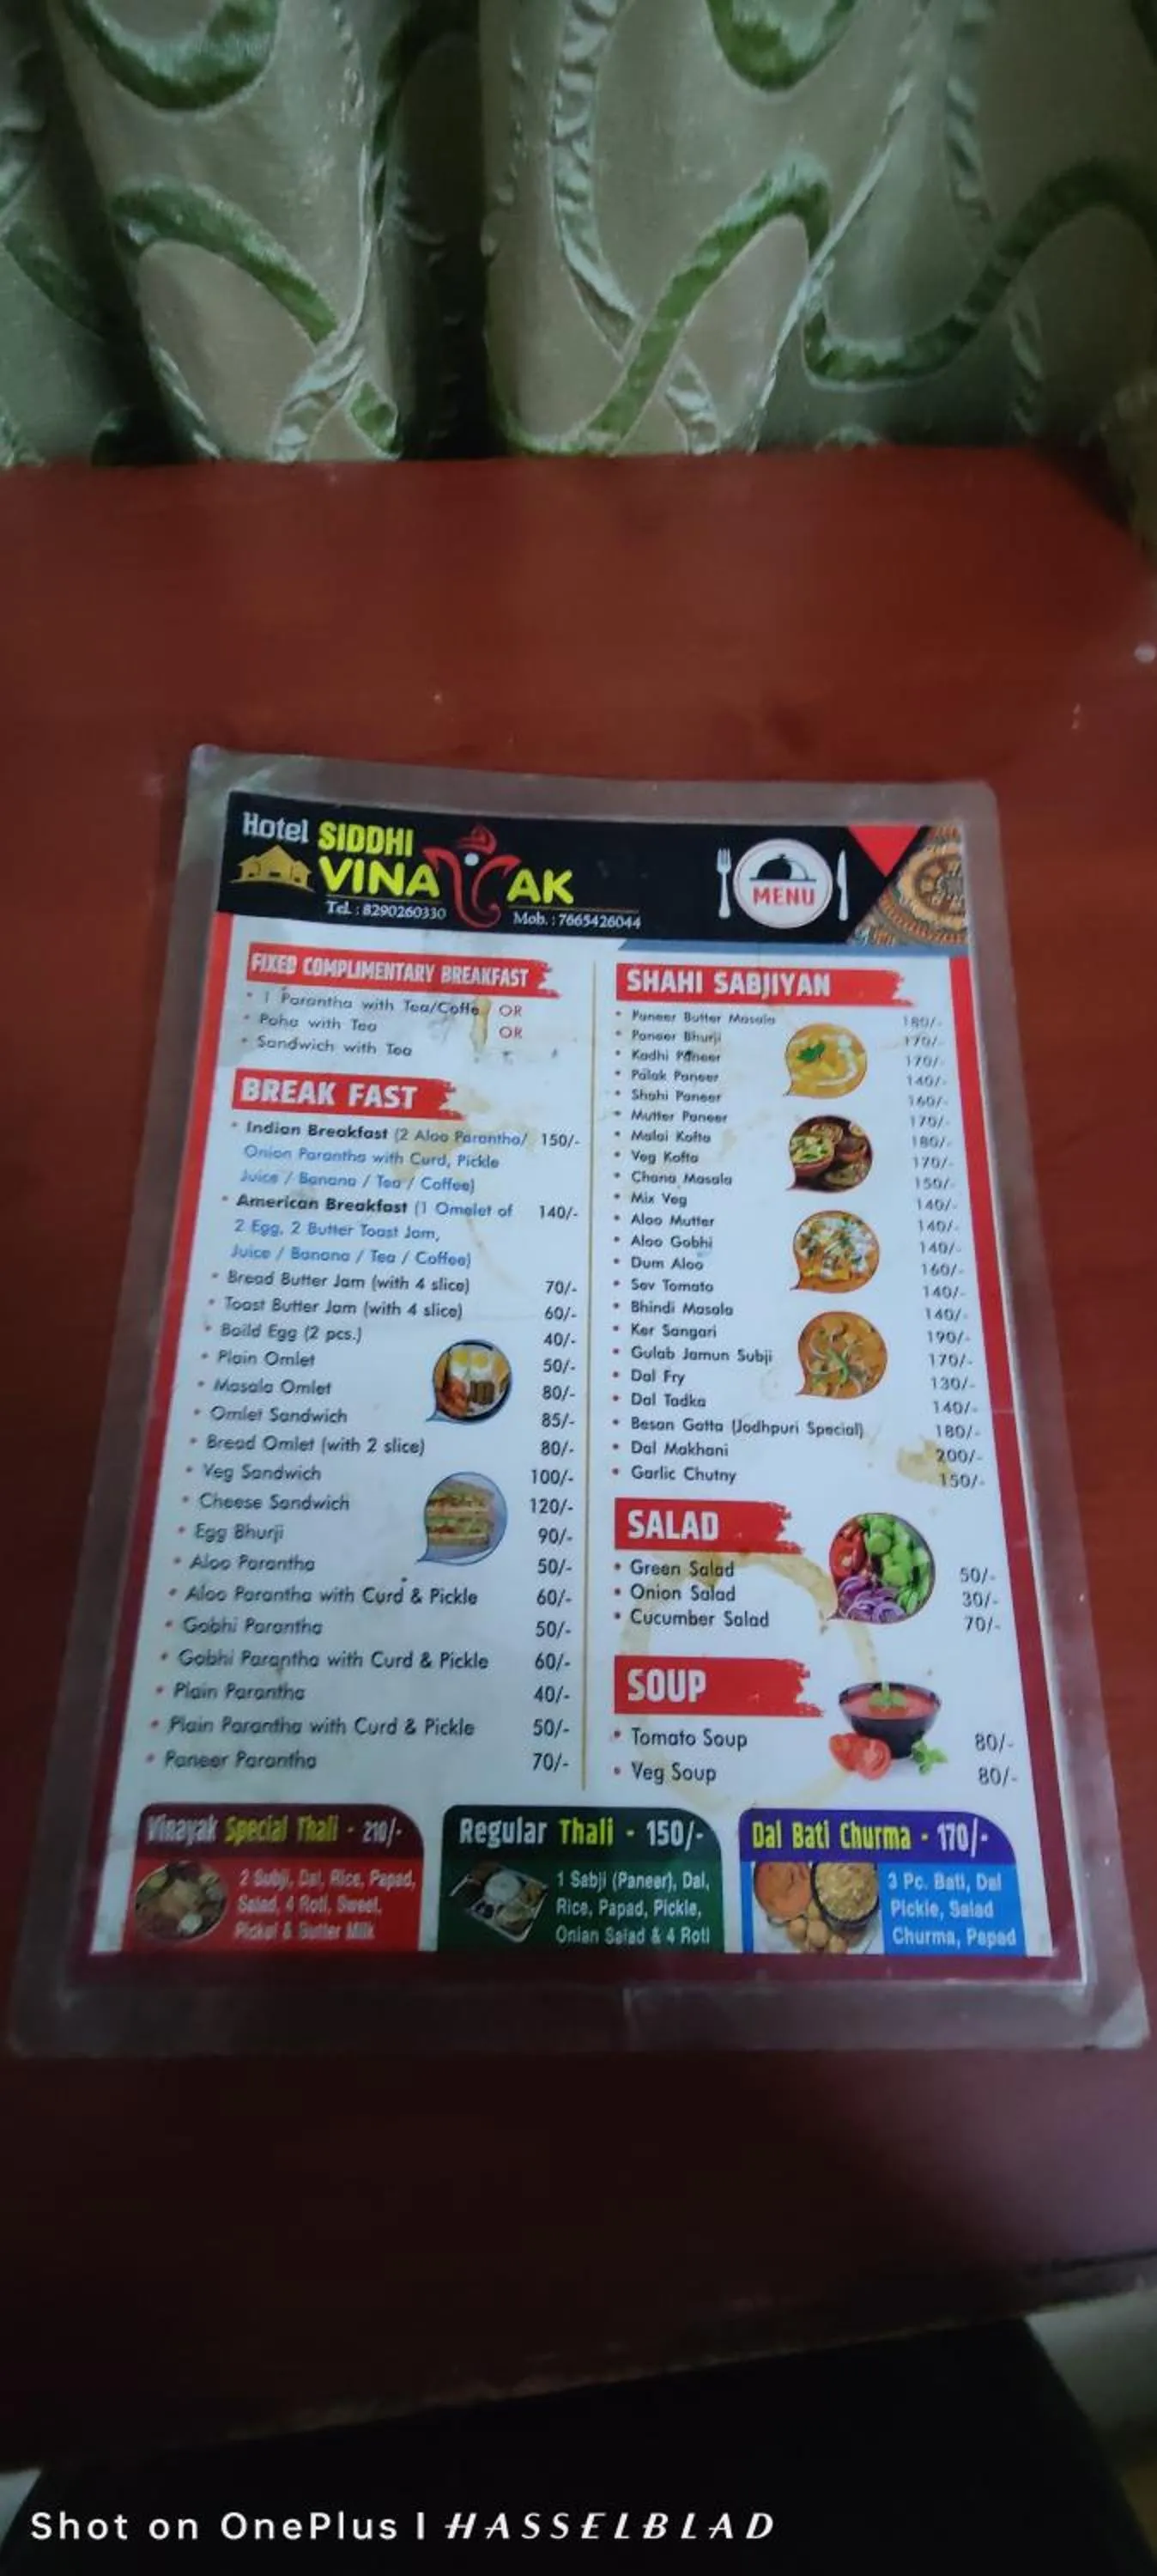 Hotel SIDDHI
VINAYAK
Tel. : 8290260330 Mob. : 7665426044
MENU
FIXED COMPLIMENTARY BREAKFAST
• 1 Parantha with Tea/Coffe OR
• Poha with Tea OR
• Sandwich with Tea
BREAK FAST
• Indian Breakfast (2 Aloo Parantha/ 150/-
Onion Parantha with Curd, Pickle
Juice / Banana / Tea / Coffee)
• American Breakfast (1 Omelet of 140/-
2 Egg, 2 Butter Toast Jam,
Juice / Banana / Tea / Coffee)
• Bread Butter Jam (with 4 slice) 70/-
• Toast Butter Jam (with 4 slice) 60/-
• Boild Egg (2 pcs.) 40/-
• Plain Omlet 50/-
• Masala Omlet 80/-
• Omlet Sandwich 85/-
• Bread Omlet (with 2 slice) 80/-
• Veg Sandwich 100/-
• Cheese Sandwich 120/-
• Egg Bhurji 90/-
• Aloo Parantha 50/-
• Aloo Parantha with Curd & Pickle 60/-
• Gobhi Parantha 50/-
• Gobhi Parantha with Curd & Pickle 60/-
• Plain Parantha 40/-
• Plain Parantha with Curd & Pickle 50/-
• Paneer Parantha 70/-
SHAHI SABJIYAN
• Paneer Butter Masala 180/-
• Paneer Bhurji 170/-
• Kadhi Paneer 170/-
• Palak Paneer 140/-
• Shahi Paneer 160/-
• Mutter Paneer 170/-
• Malai Kofta 180/-
• Veg Kofta 170/-
• Chana Masala 150/-
• Mix Veg 140/-
• Aloo Mutter 140/-
• Aloo Gobhi 140/-
• Dum Aloo 160/-
• Sev Tomato 140/-
• Bhindi Masala 140/-
• Ker Sangari 190/-
• Gulab Jamun Subji 170/-
• Dal Fry 130/-
• Dal Tadka 140/-
• Besan Gatta (Jodhpuri Special) 180/-
• Dal Makhani 200/-
• Garlic Chutny 150/-
SALAD
• Green Salad 50/-
• Onion Salad 30/-
• Cucumber Salad 70/-
SOUP
• Tomato Soup 80/-
• Veg Soup 80/-
Vinayak Special Thali - 210/-
2 Subji, Dal, Rice, Papad,
Salad, 4 Roti, Sweet,
Pickel & Butter Milk
Regular Thali - 150/-
1 Sabji (Paneer), Dal,
Rice, Papad, Pickle,
Onian Salad & 4 Roti
Dal Bati Churma - 170/-
3 Pc. Bati, Dal
Pickle, Salad
Churma, Papad
Shot on OnePlus | HASSELBLAD